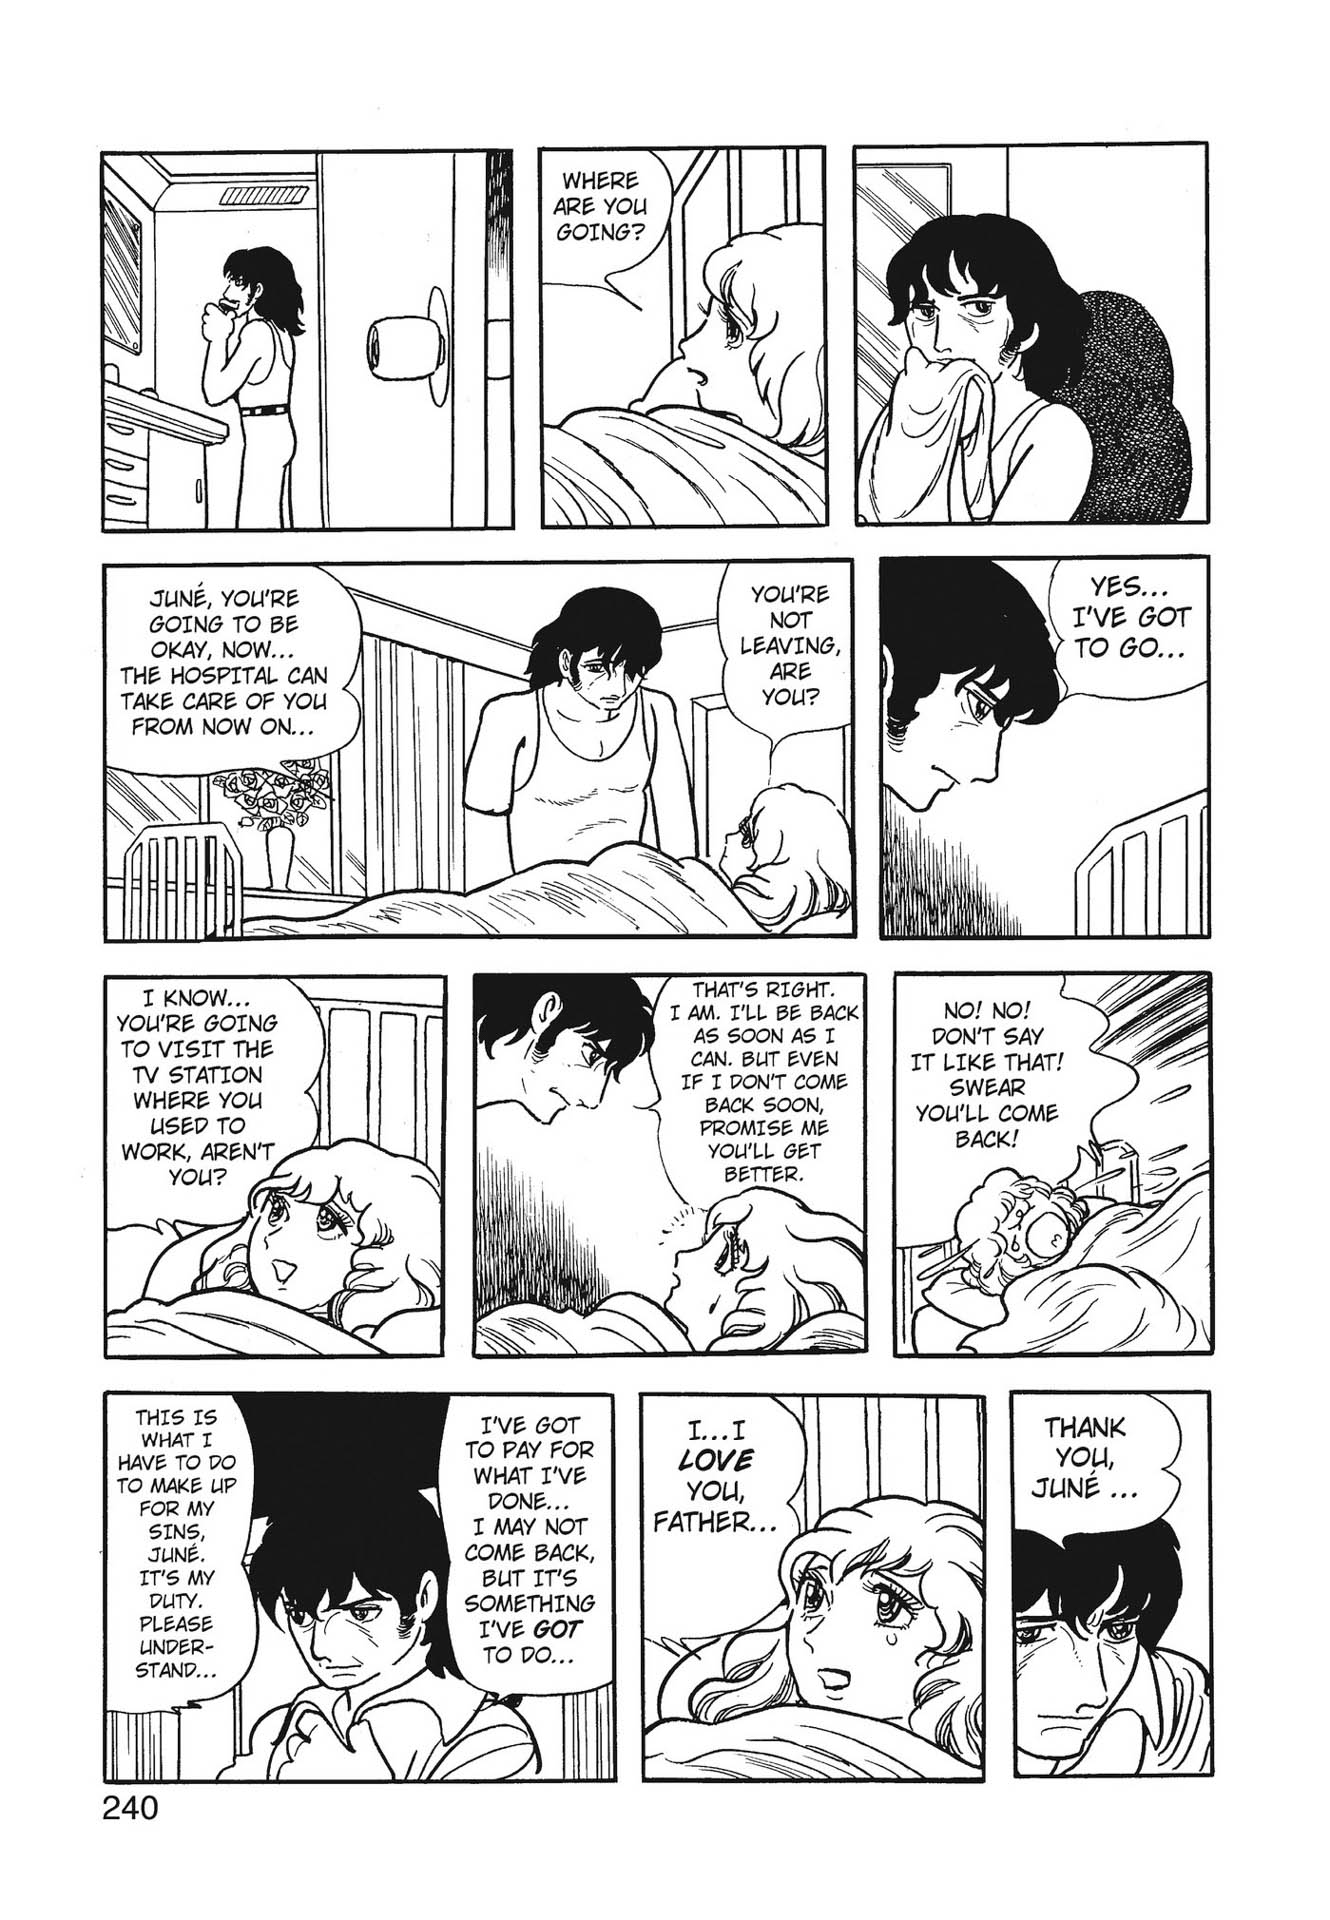 WHERE
ARE YOU
GOING?
JUNÉ, YOU'RE
GOING TO BE
OKAY, NOW...
THE HOSPITAL CAN
TAKE CARE OF YOU
FROM NOW ON...
YOU'RE
NOT
LEAVING,
ARE
YOU?
YES...
I'VE GOT
TO GO...
I KNOW...
YOU'RE GOING
TO VISIT THE
TV STATION
WHERE YOU
USED TO
WORK, AREN'T
YOU?
THAT'S RIGHT.
I AM. I'LL BE BACK
AS SOON AS I
CAN. BUT EVEN
IF I DON'T COME
BACK SOON,
PROMISE ME
YOU'LL GET
BETTER.
NO! NO!
DON'T SAY
IT LIKE THAT!
SWEAR
YOU'LL COME
BACK!
THIS IS
WHAT I
HAVE TO DO
TO MAKE UP
FOR MY
SINS,
JUNÉ.
IT'S MY
DUTY.
PLEASE
UNDER-
STAND...
I'VE GOT
TO PAY FOR
WHAT I'VE
DONE...
I MAY NOT
COME BACK,
BUT IT'S
SOMETHING
I'VE GOT
TO DO...
I...I
LOVE
YOU,
FATHER...
THANK
YOU,
JUNÉ ...
240